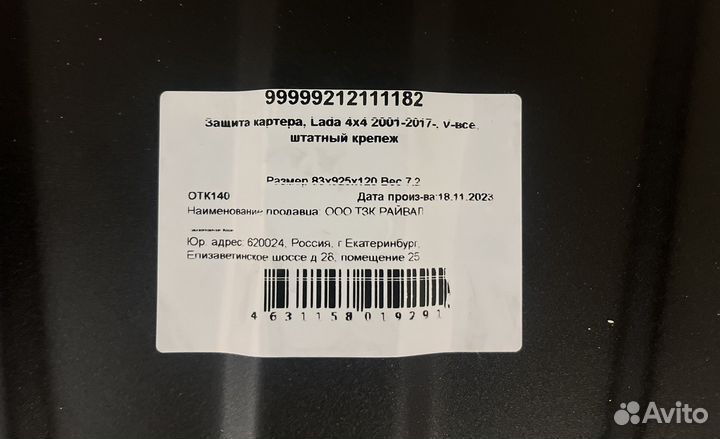 99999212111182
Защита картера, Lada 4x4 2001-2017-, V-все,
штатный крепеж
Размер 83x925x120 Вес 7,2
ОТК140 Дата произ-ва:18.11.2023
Наименование продавца: ООО ТЗК РАЙВАЛ
Юр. адрес: 620024, Россия, г Екатеринбург,
Елизаветинское шоссе д 28, помещение 25
4631158019291
Avito